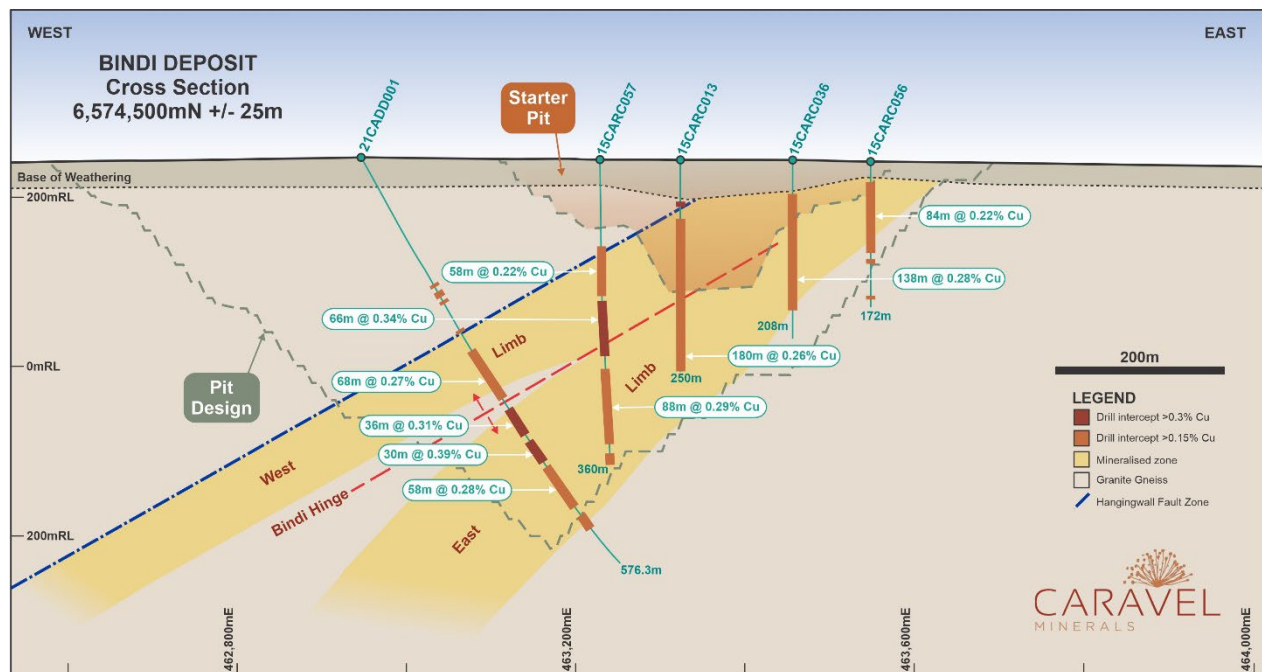 WEST
EAST
BINDI DEPOSIT
Cross Section
6,574,500mN +/- 25m
Starter
Pit
21CADD001
15CARC057
15CARC013
15CARC036
15CARC056
Base of Weathering
200mRL
84m @ 0.22% Cu
58m @ 0.22% Cu
138m @ 0.28% Cu
66m @ 0.34% Cu
172m
208m
Limb
0mRL
Limb
180m @ 0.26% Cu
250m
200m
Pit
Design
68m @ 0.27% Cu
88m @ 0.29% Cu
36m @ 0.31% Cu
30m @ 0.39% Cu
360m
58m @ 0.28% Cu
West
Bindi Hinge
East
200mRL
576.3m
LEGEND
Drill intercept >0.3% Cu
Drill intercept >0.15% Cu
Mineralised zone
Granite Gneiss
Hangingwall Fault Zone
CARAVEL
MINERALS
462,800mE
463,200mE
463,600mE
464,000mE